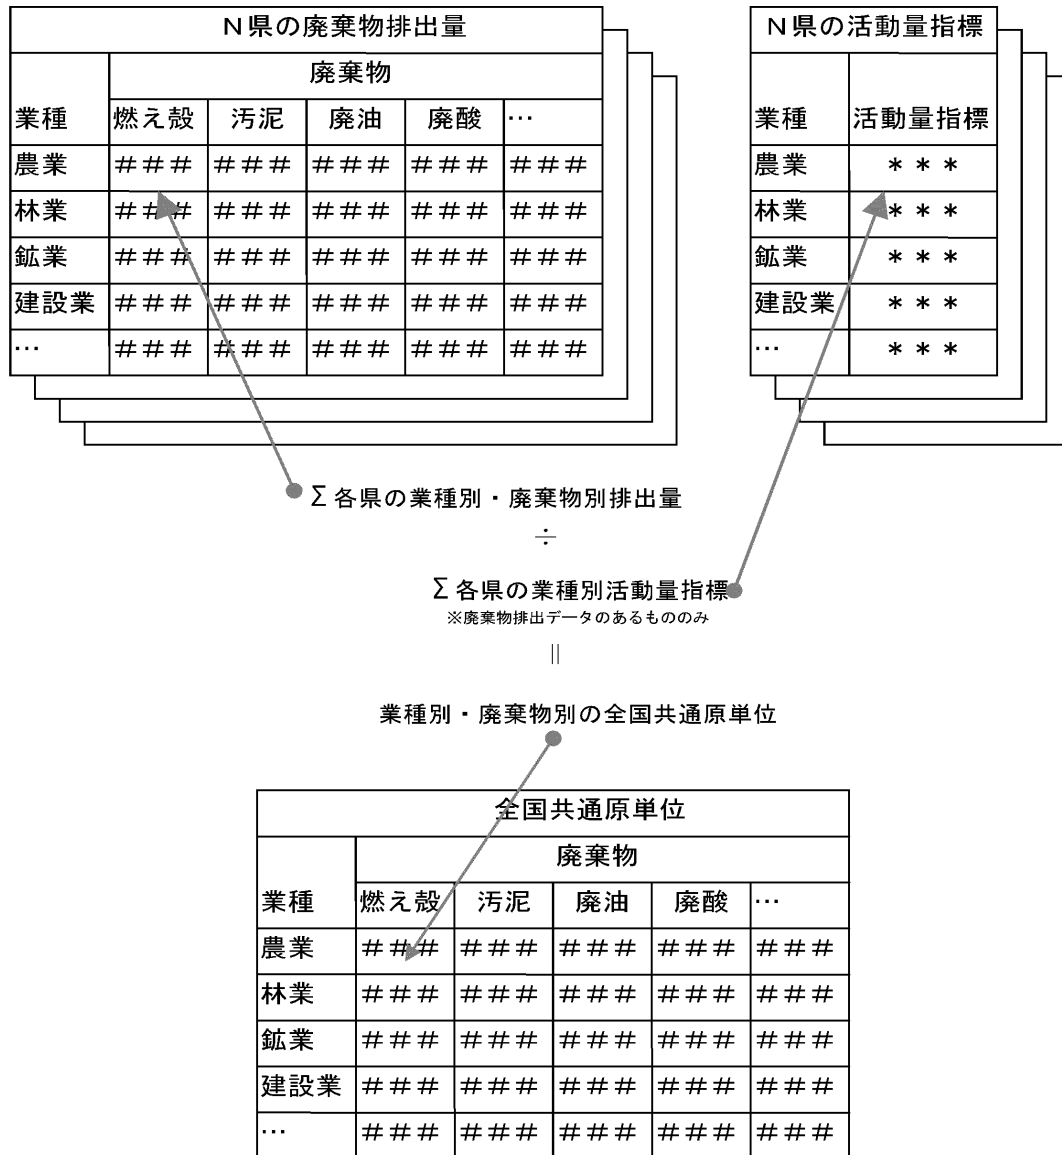 N県の廃棄物排出量
廃棄物
業種 燃え殻 汚泥 廃油 廃酸 …
農業 ### ### ### ### ###
林業 ### ### ### ### ###
鉱業 ### ### ### ### ###
建設業 ### ### ### ### ###
… ### ### ### ### ###
N県の活動量指標
業種 活動量指標
農業 ***
林業 ***
鉱業 ***
建設業 ***
… ***
Σ各県の業種別・廃棄物別排出量
÷
Σ各県の業種別活動量指標
※廃棄物排出データのあるもののみ
||
業種別・廃棄物別の全国共通原単位
全国共通原単位
廃棄物
業種 燃え殻 汚泥 廃油 廃酸 …
農業 ### ### ### ### ###
林業 ### ### ### ### ###
鉱業 ### ### ### ### ###
建設業 ### ### ### ### ###
… ### ### ### ### ###